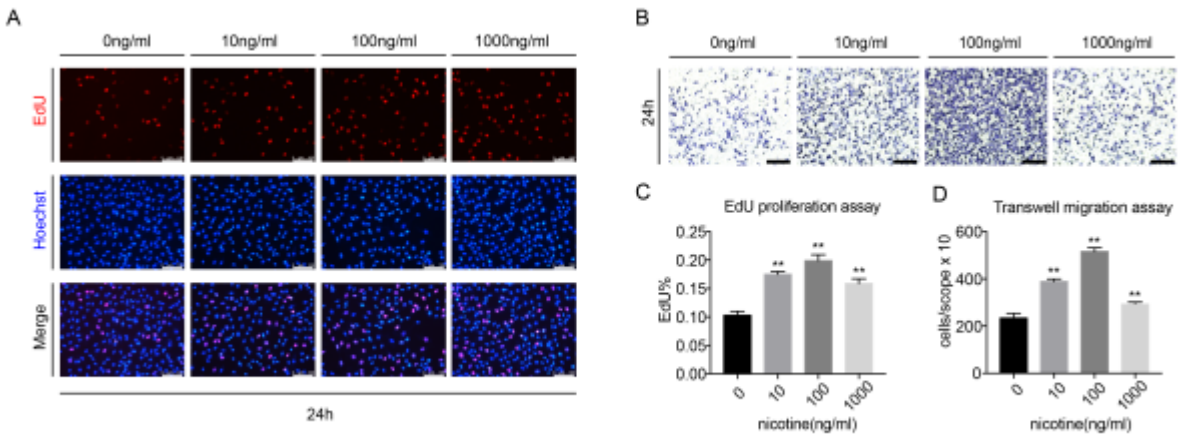 A
0ng/ml 10ng/ml 100ng/ml 1000ng/ml
EdU
Hoechst
Merge
24h
B
0ng/ml 10ng/ml 100ng/ml 1000ng/ml
24h
C
EdU proliferation assay
EdU%
0.25
0.20
0.15
0.10
0.05
0.00
** ** **
0 10 100 1000
nicotine(ng/ml)
D
Transwell migration assay
cells/scope x 10
600
400
200
0
** ** **
0 10 100 1000
nicotine(ng/ml)